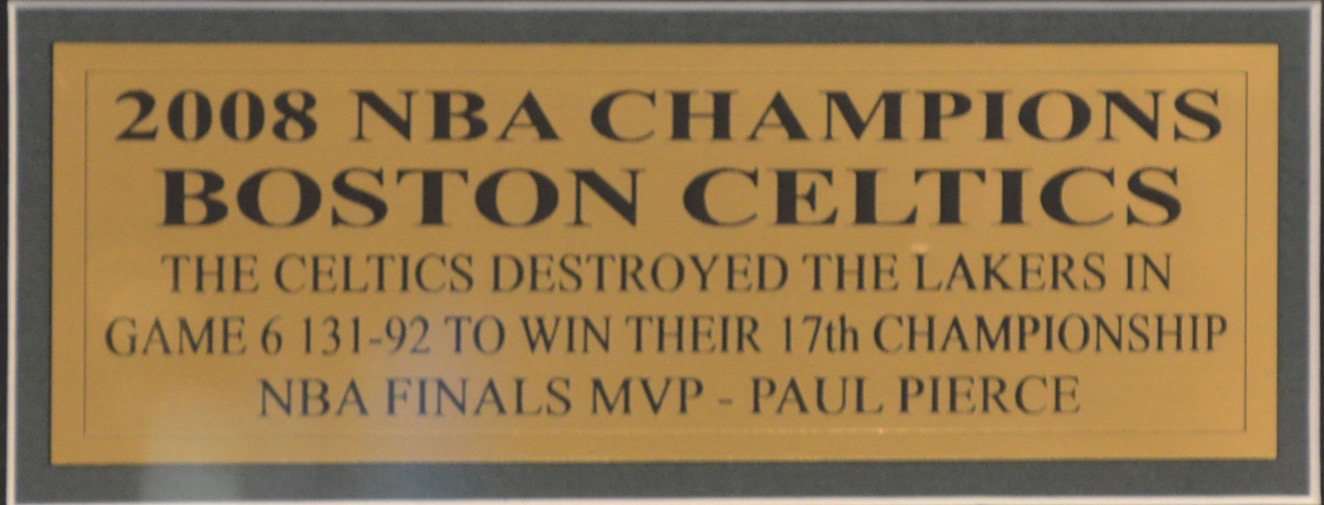 2008 NBA CHAMPIONS
BOSTON CELTICS
THE CELTICS DESTROYED THE LAKERS IN
GAME 6 131-92 TO WIN THEIR 17th CHAMPIONSHIP
NBA FINALS MVP - PAUL PIERCE